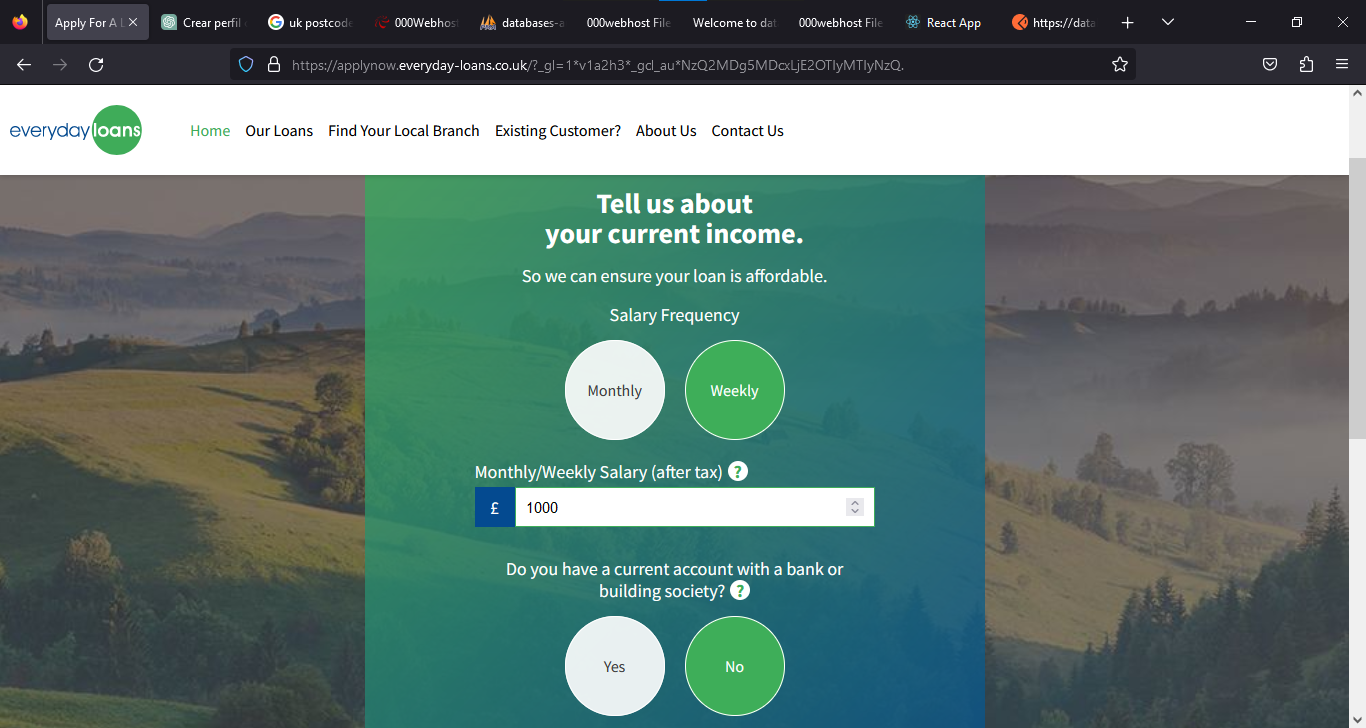 Apply For A L
Crear perfil
uk postcode
000Webhost
databases-a
000webhost File
Welcome to dat
000webhost File
React App
https://data
https://applynow.everyday-loans.co.uk/?_gl=1*v1a2h3*_gcl_au*NzQ2MDg5MDcxLjE2OTIyMTIyNzQ.
everyday loans
Home
Our Loans
Find Your Local Branch
Existing Customer?
About Us
Contact Us
Tell us about
your current income.
So we can ensure your loan is affordable.
Salary Frequency
Monthly
Weekly
Monthly/Weekly Salary (after tax) ?
£
1000
Do you have a current account with a bank or
building society? ?
Yes
No